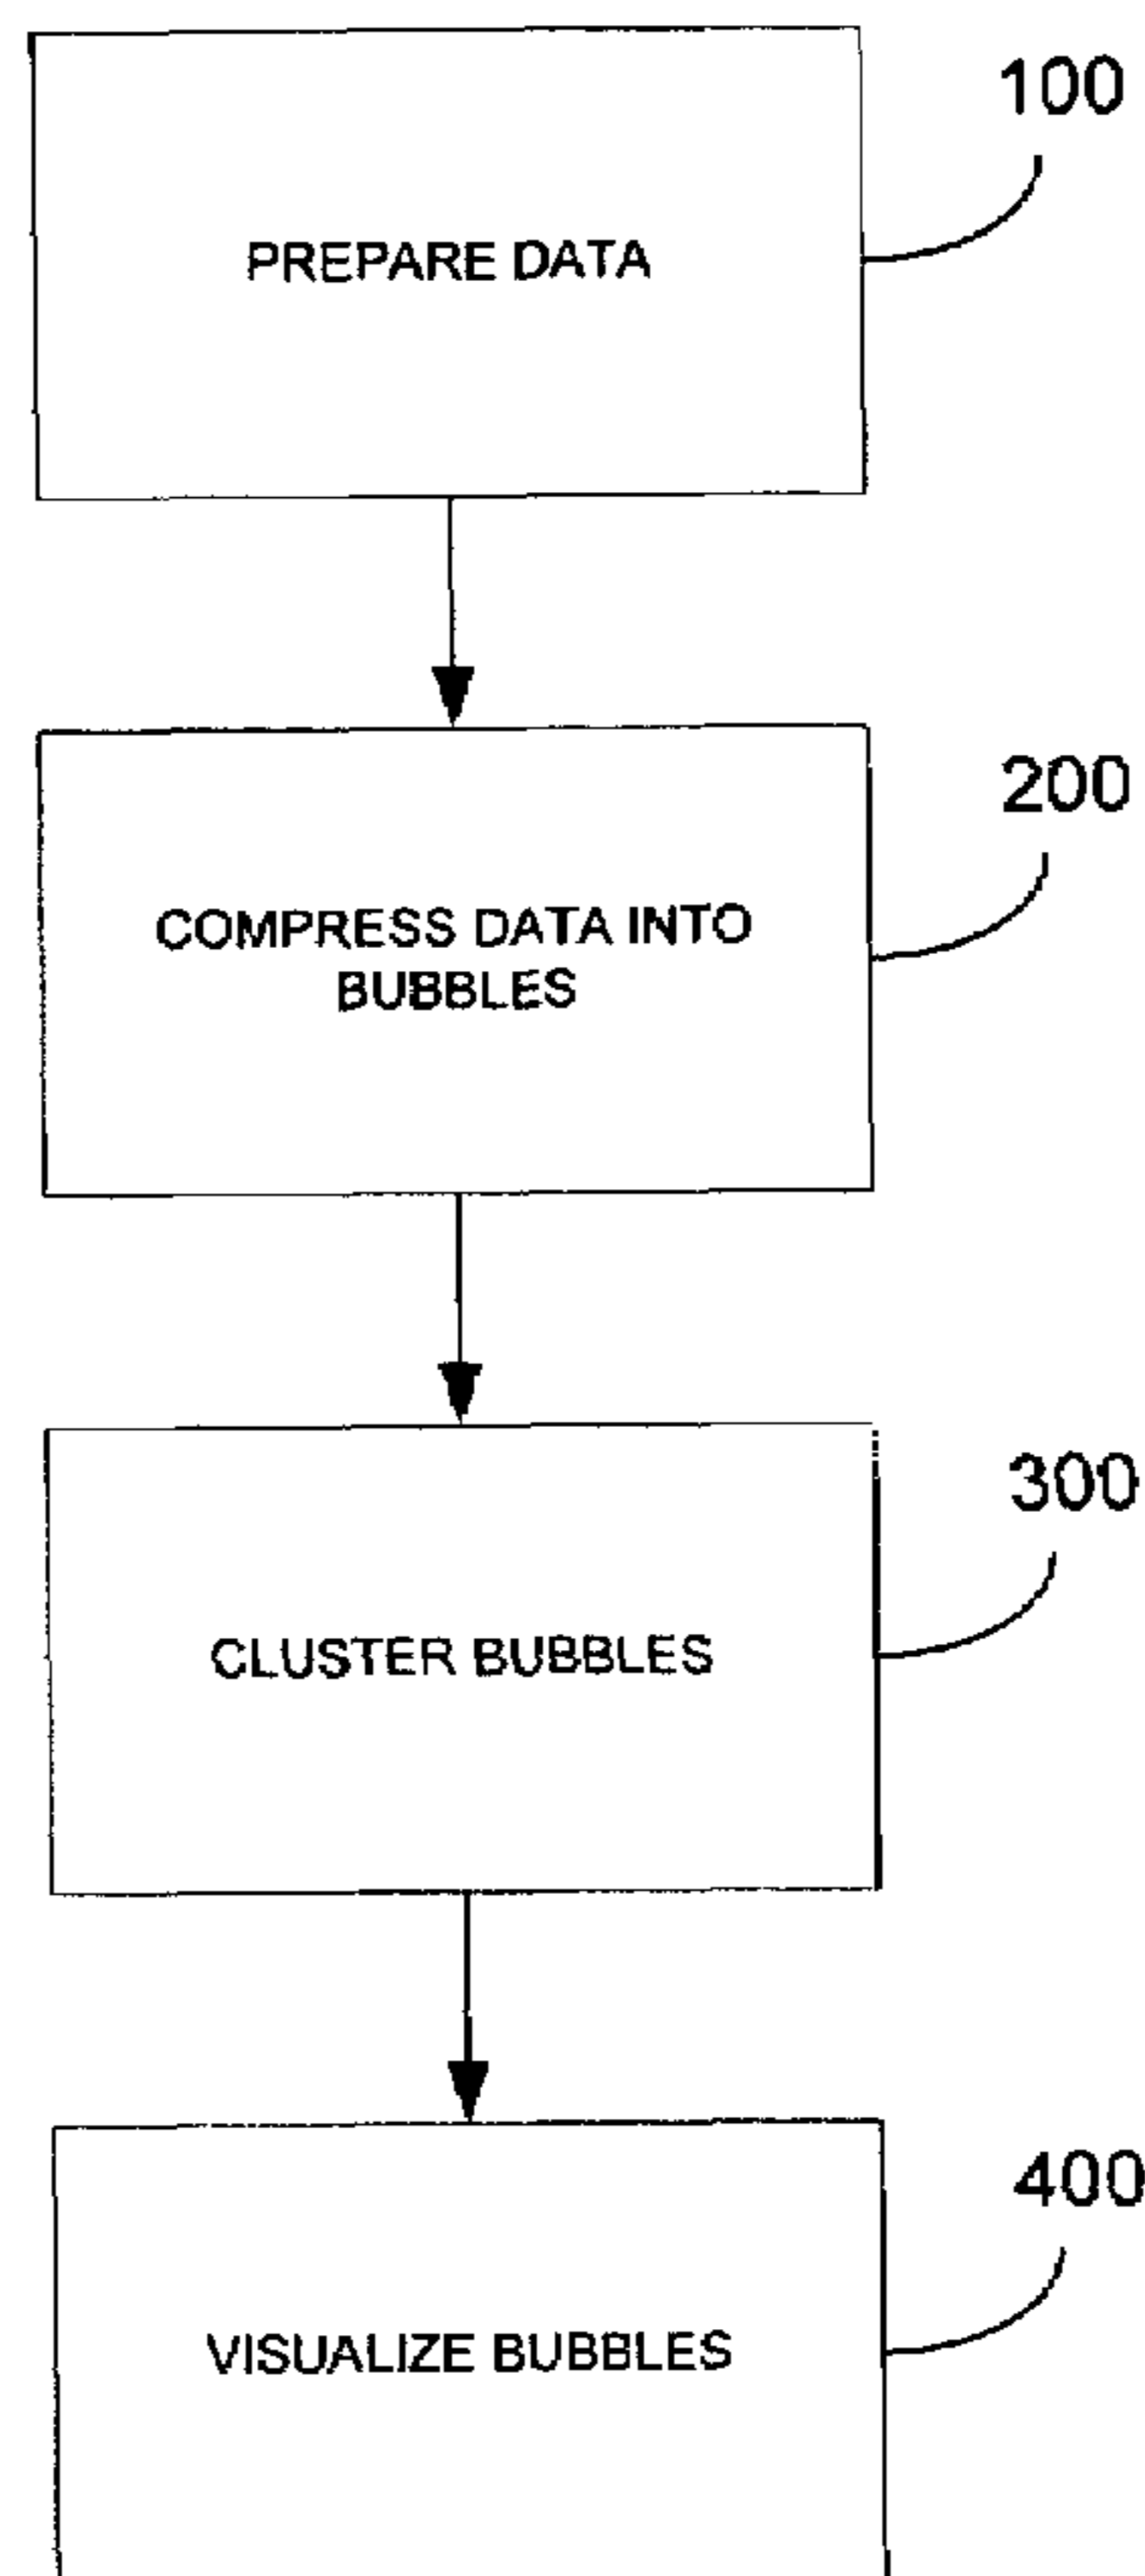 100
PREPARE DATA
200
COMPRESS DATA INTO
BUBBLES
300
CLUSTER BUBBLES
400
VISUALIZE BUBBLES